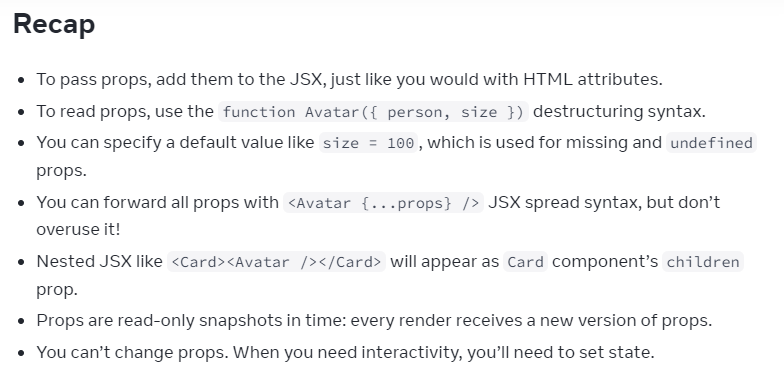 Recap
• To pass props, add them to the JSX, just like you would with HTML attributes.
• To read props, use the function Avatar({ person, size }) destructuring syntax.
• You can specify a default value like size = 100, which is used for missing and undefined
props.
• You can forward all props with <Avatar {...props} /> JSX spread syntax, but don’t
overuse it!
• Nested JSX like <Card><Avatar /></Card> will appear as Card component’s children
prop.
• Props are read-only snapshots in time: every render receives a new version of props.
• You can’t change props. When you need interactivity, you’ll need to set state.